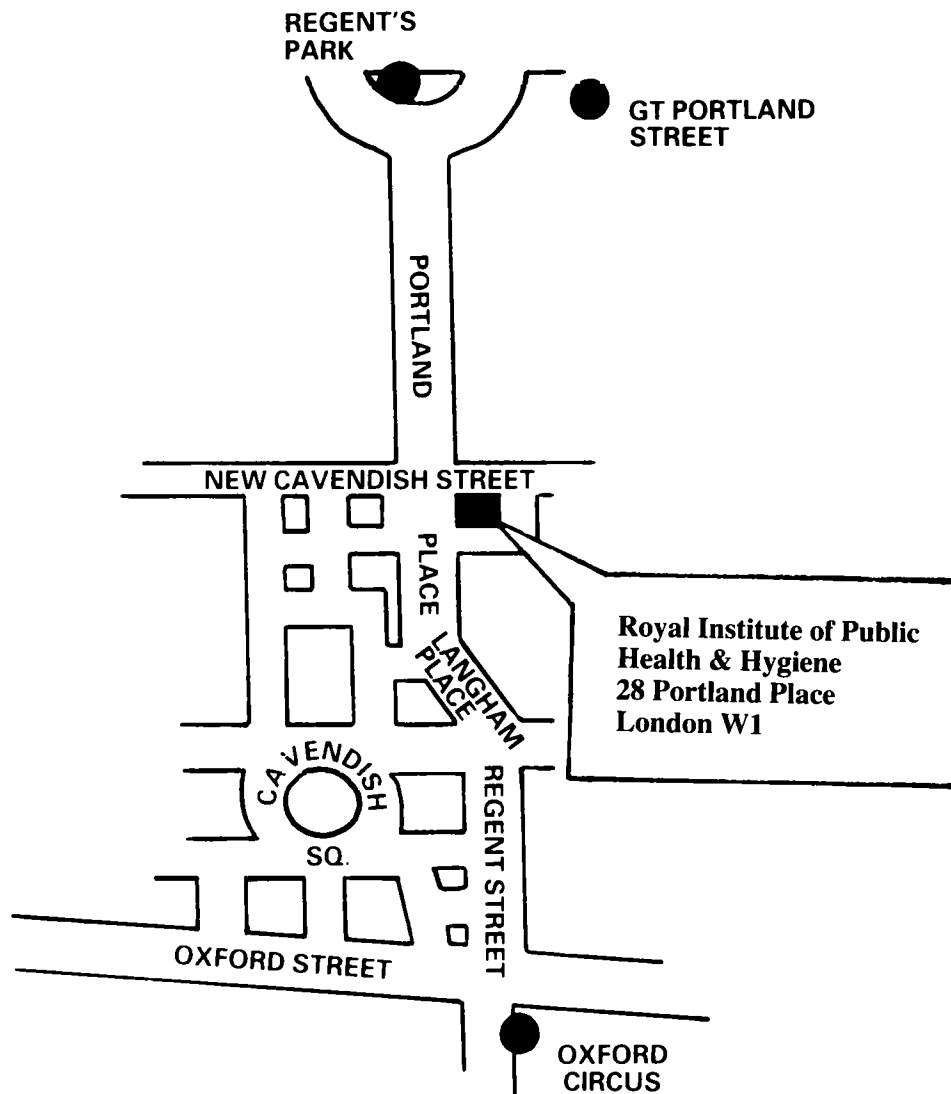 REGENT'S
PARK
GT PORTLAND
STREET
PORTLAND
NEW CAVENDISH STREET
PLACE
LANGHAM
PLACE
Royal Institute of Public
Health & Hygiene
28 Portland Place
London W1
CAVENDISH
SQ.
REGENT STREET
OXFORD STREET
OXFORD
CIRCUS